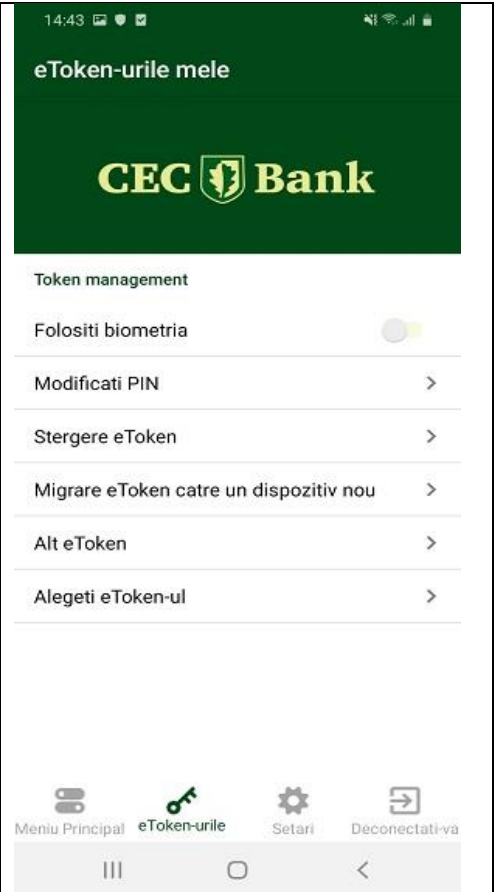 14:43
eToken-urile mele
CEC Bank
Token management
Folositi biometria
Modificati PIN
Stergere eToken
Migrare eToken catre un dispozitiv nou
Alt eToken
Alegeti eToken-ul
Meniu Principal eToken-urile Setari Deconectati-va